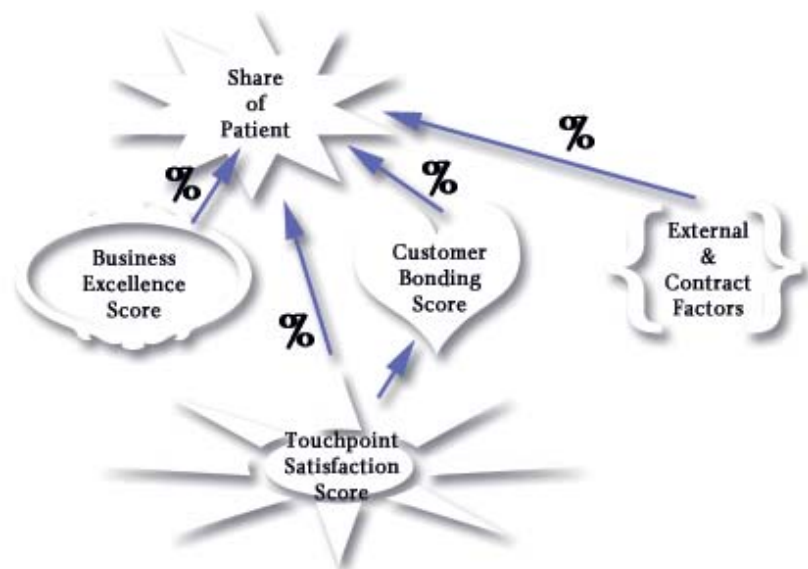 Share
of
Patient
%
%
%
Business
Excellence
Score
Customer
Bonding
Score
External
&
Contract
Factors
%
Touchpoint
Satisfaction
Score